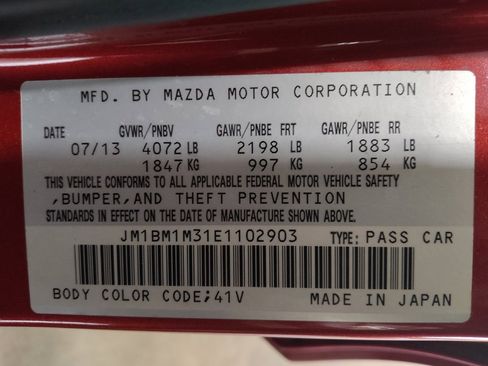 MFD. BY MAZDA MOTOR CORPORATION
DATE GVWR/PNBV GAWR/PNBE FRT GAWR/PNBE RR
07/13 4072 LB 2198 LB 1883 LB
1847 KG 997 KG 854 KG
THIS VEHICLE CONFORMS TO ALL APPLICABLE FEDERAL MOTOR VEHICLE SAFETY
,BUMPER,AND THEFT PREVENTION
STANDARDS IN EFFECT ON THE DATE OF MANUFACTURE SHOWN ABOVE.
JM1BM1M31E1102903 TYPE: PASS CAR
BODY COLOR CODE;41V MADE IN JAPAN